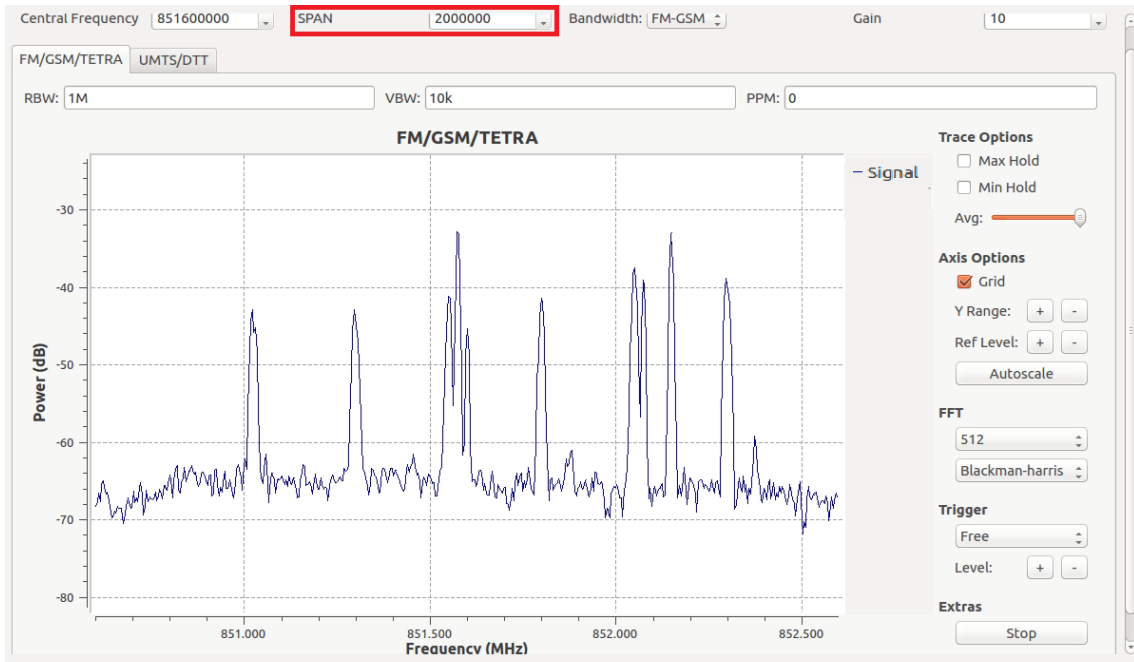 Central Frequency 851600000 SPAN 2000000 Bandwidth: FM-GSM Gain 10
FM/GSM/TETRA UMTS/DTT
RBW: 1M VBW: 10k PPM: 0
FM/GSM/TETRA
Signal
-30
-40
-50
-60
-70
-80
Power (dB)
851.000 851.500 852.000 852.500
Frequency (MHz)
Trace Options
Max Hold
Min Hold
Avg:
Axis Options
Grid
Y Range: + -
Ref Level: + -
Autoscale
FFT
512
Blackman-harris
Trigger
Free
Level: + -
Extras
Stop